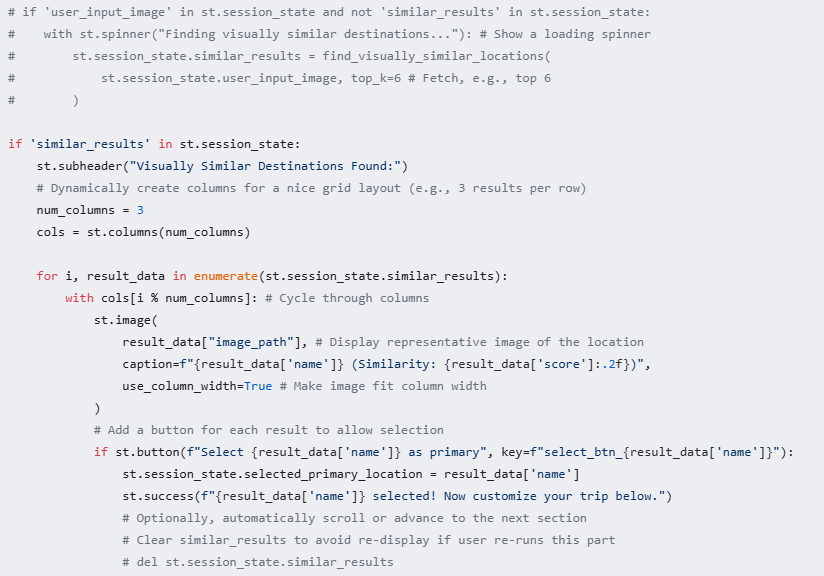 # if 'user_input_image' in st.session_state and not 'similar_results' in st.session_state:
#    with st.spinner("Finding visually similar destinations..."): # Show a loading spinner
#        st.session_state.similar_results = find_visually_similar_locations(
#            st.session_state.user_input_image, top_k=6 # Fetch, e.g., top 6
#        )

if 'similar_results' in st.session_state:
    st.subheader("Visually Similar Destinations Found:")
    # Dynamically create columns for a nice grid layout (e.g., 3 results per row)
    num_columns = 3
    cols = st.columns(num_columns)

    for i, result_data in enumerate(st.session_state.similar_results):
        with cols[i % num_columns]: # Cycle through columns
            st.image(
                result_data["image_path"], # Display representative image of the location
                caption=f"{result_data['name']} (Similarity: {result_data['score']:.2f})",
                use_column_width=True # Make image fit column width
            )
            # Add a button for each result to allow selection
            if st.button(f"Select {result_data['name']} as primary", key=f"select_btn_{result_data['name']}"):
                st.session_state.selected_primary_location = result_data['name']
                st.success(f"{result_data['name']} selected! Now customize your trip below.")
                # Optionally, automatically scroll or advance to the next section
                # Clear similar_results to avoid re-display if user re-runs this part
                # del st.session_state.similar_results